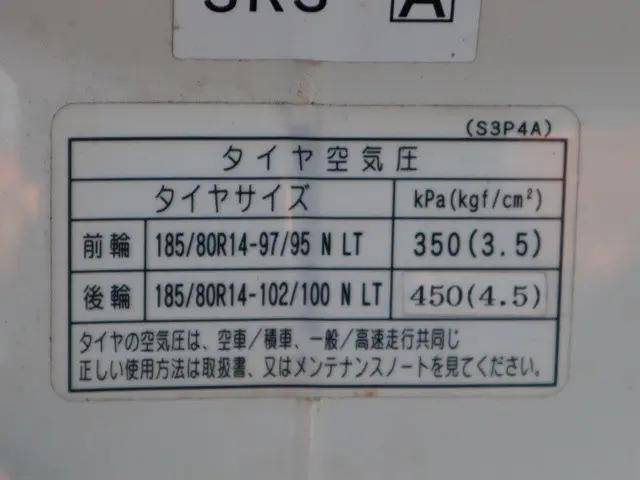 SRS A
(S3P4A)
タイヤ空気圧
タイヤサイズ kPa(kgf/cm²)
前輪 185/80R14-97/95 N LT 350(3.5)
後輪 185/80R14-102/100 N LT 450(4.5)
タイヤの空気圧は、空車/積車、一般/高速走行共同じ
正しい使用方法は取扱書、又はメンテナンスノートを見てください。